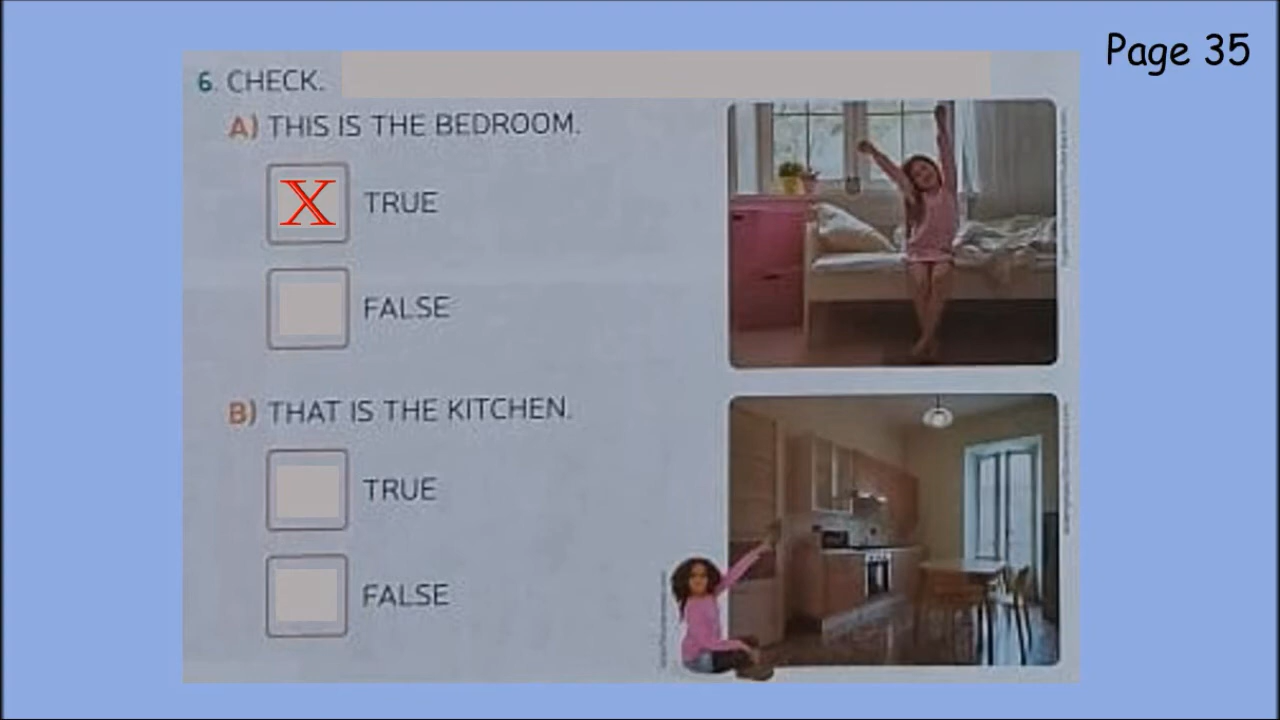 Page 35
6. CHECK.
A) THIS IS THE BEDROOM.
X TRUE
FALSE
B) THAT IS THE KITCHEN.
TRUE
FALSE